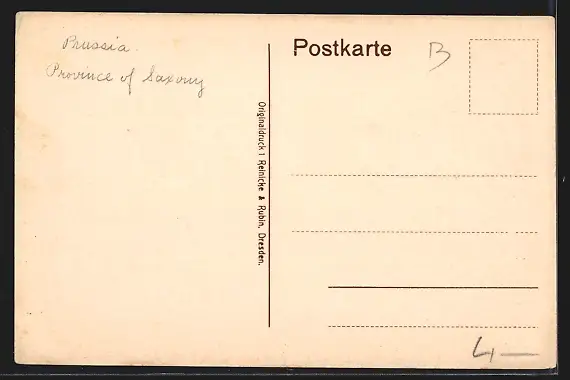 Prussia.
Province of Saxony
Postkarte
B
Originaldruck: Reinicke & Rubin, Dresden.
4—